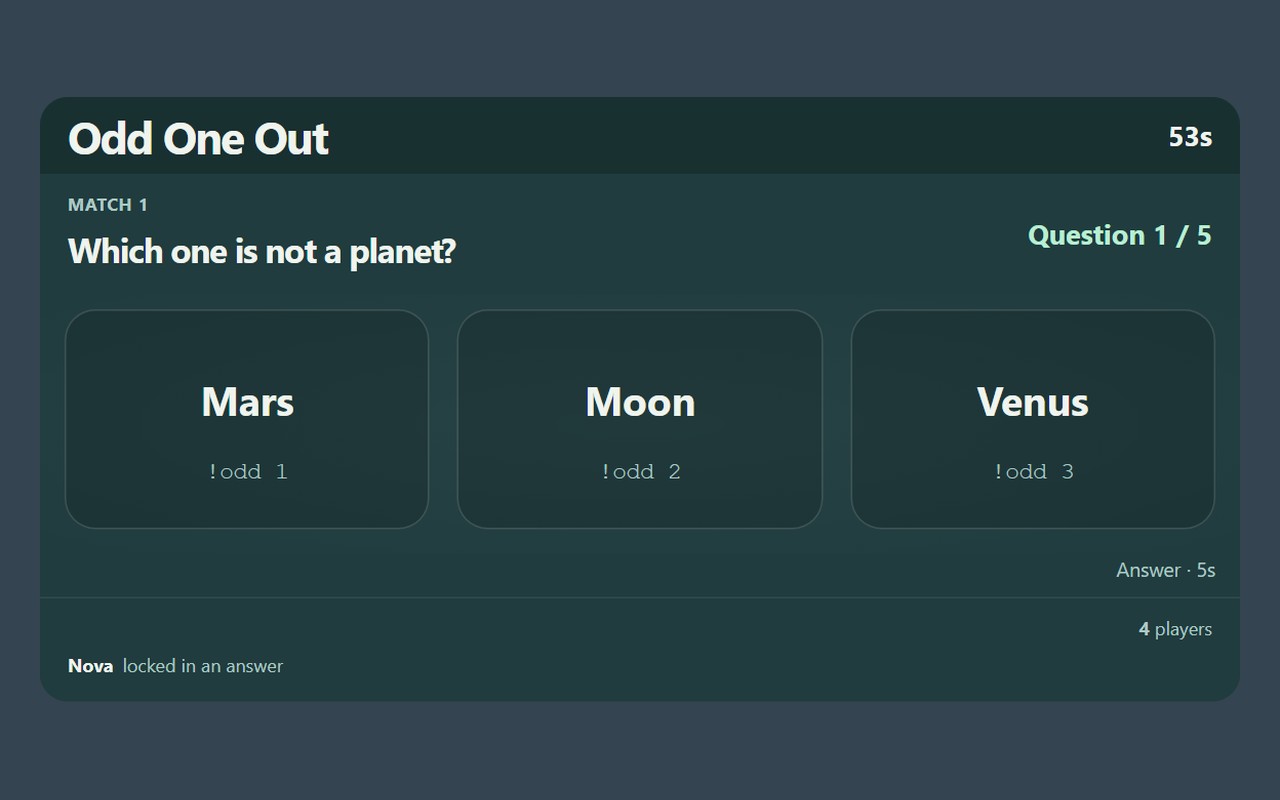 Odd One Out
53s
MATCH 1
Which one is not a planet?
Question 1 / 5
Mars
!odd 1
Moon
!odd 2
Venus
!odd 3
Answer · 5s
4 players
Nova locked in an answer